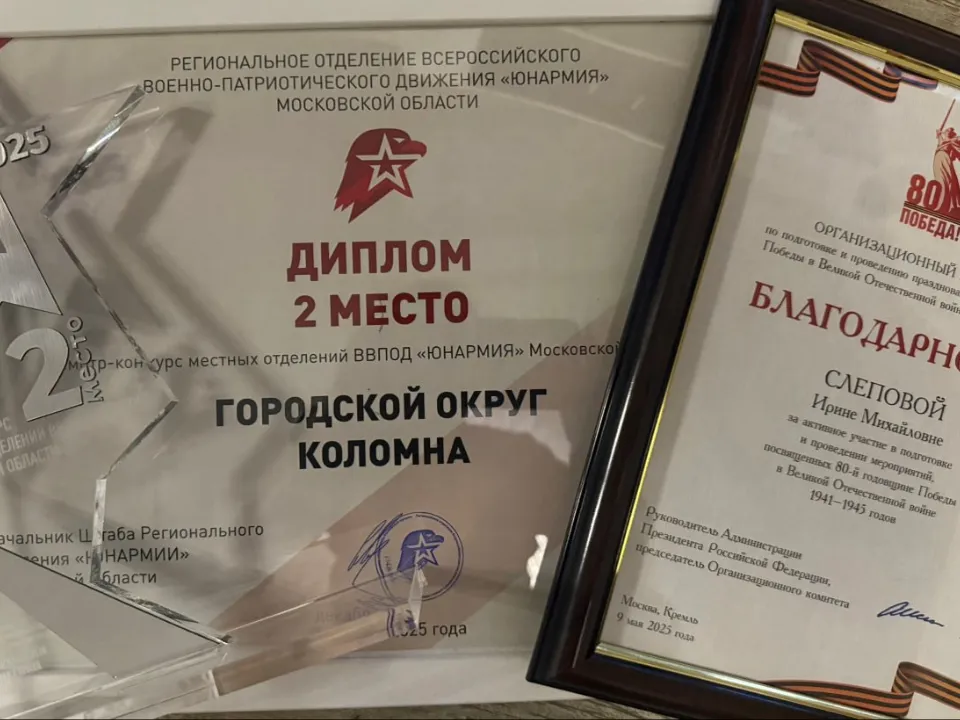 РЕГИОНАЛЬНОЕ ОТДЕЛЕНИЕ ВСЕРОССИЙСКОГО
ВОЕННО-ПАТРИОТИЧЕСКОГО ДВИЖЕНИЯ «ЮНАРМИЯ»
МОСКОВСКОЙ ОБЛАСТИ
ДИПЛОМ
2 МЕСТО
местных отделений ВВПОД «ЮНАРМИЯ» Московской
ГОРОДСКОЙ ОКРУГ
КОЛОМНА
Штаба Регионального
«ЮНАРМИИ»
области
2025 года
2025
2
место
80
ПОБЕДА!
ОРГАНИЗАЦИОННЫЙ
по подготовке и проведению
Победы в Великой Отечественной
БЛАГОДАРНО
СЛЕПОВОЙ
Ирине Михайловне
за активное участие в подготовке
и проведении мероприятий,
посвященных 80-й годовщине Победы
в Великой Отечественной войне
1941–1945 годов
Руководитель Администрации
Президента Российской Федерации,
председатель Организационного комитета
Москва, Кремль
9 мая 2025 года